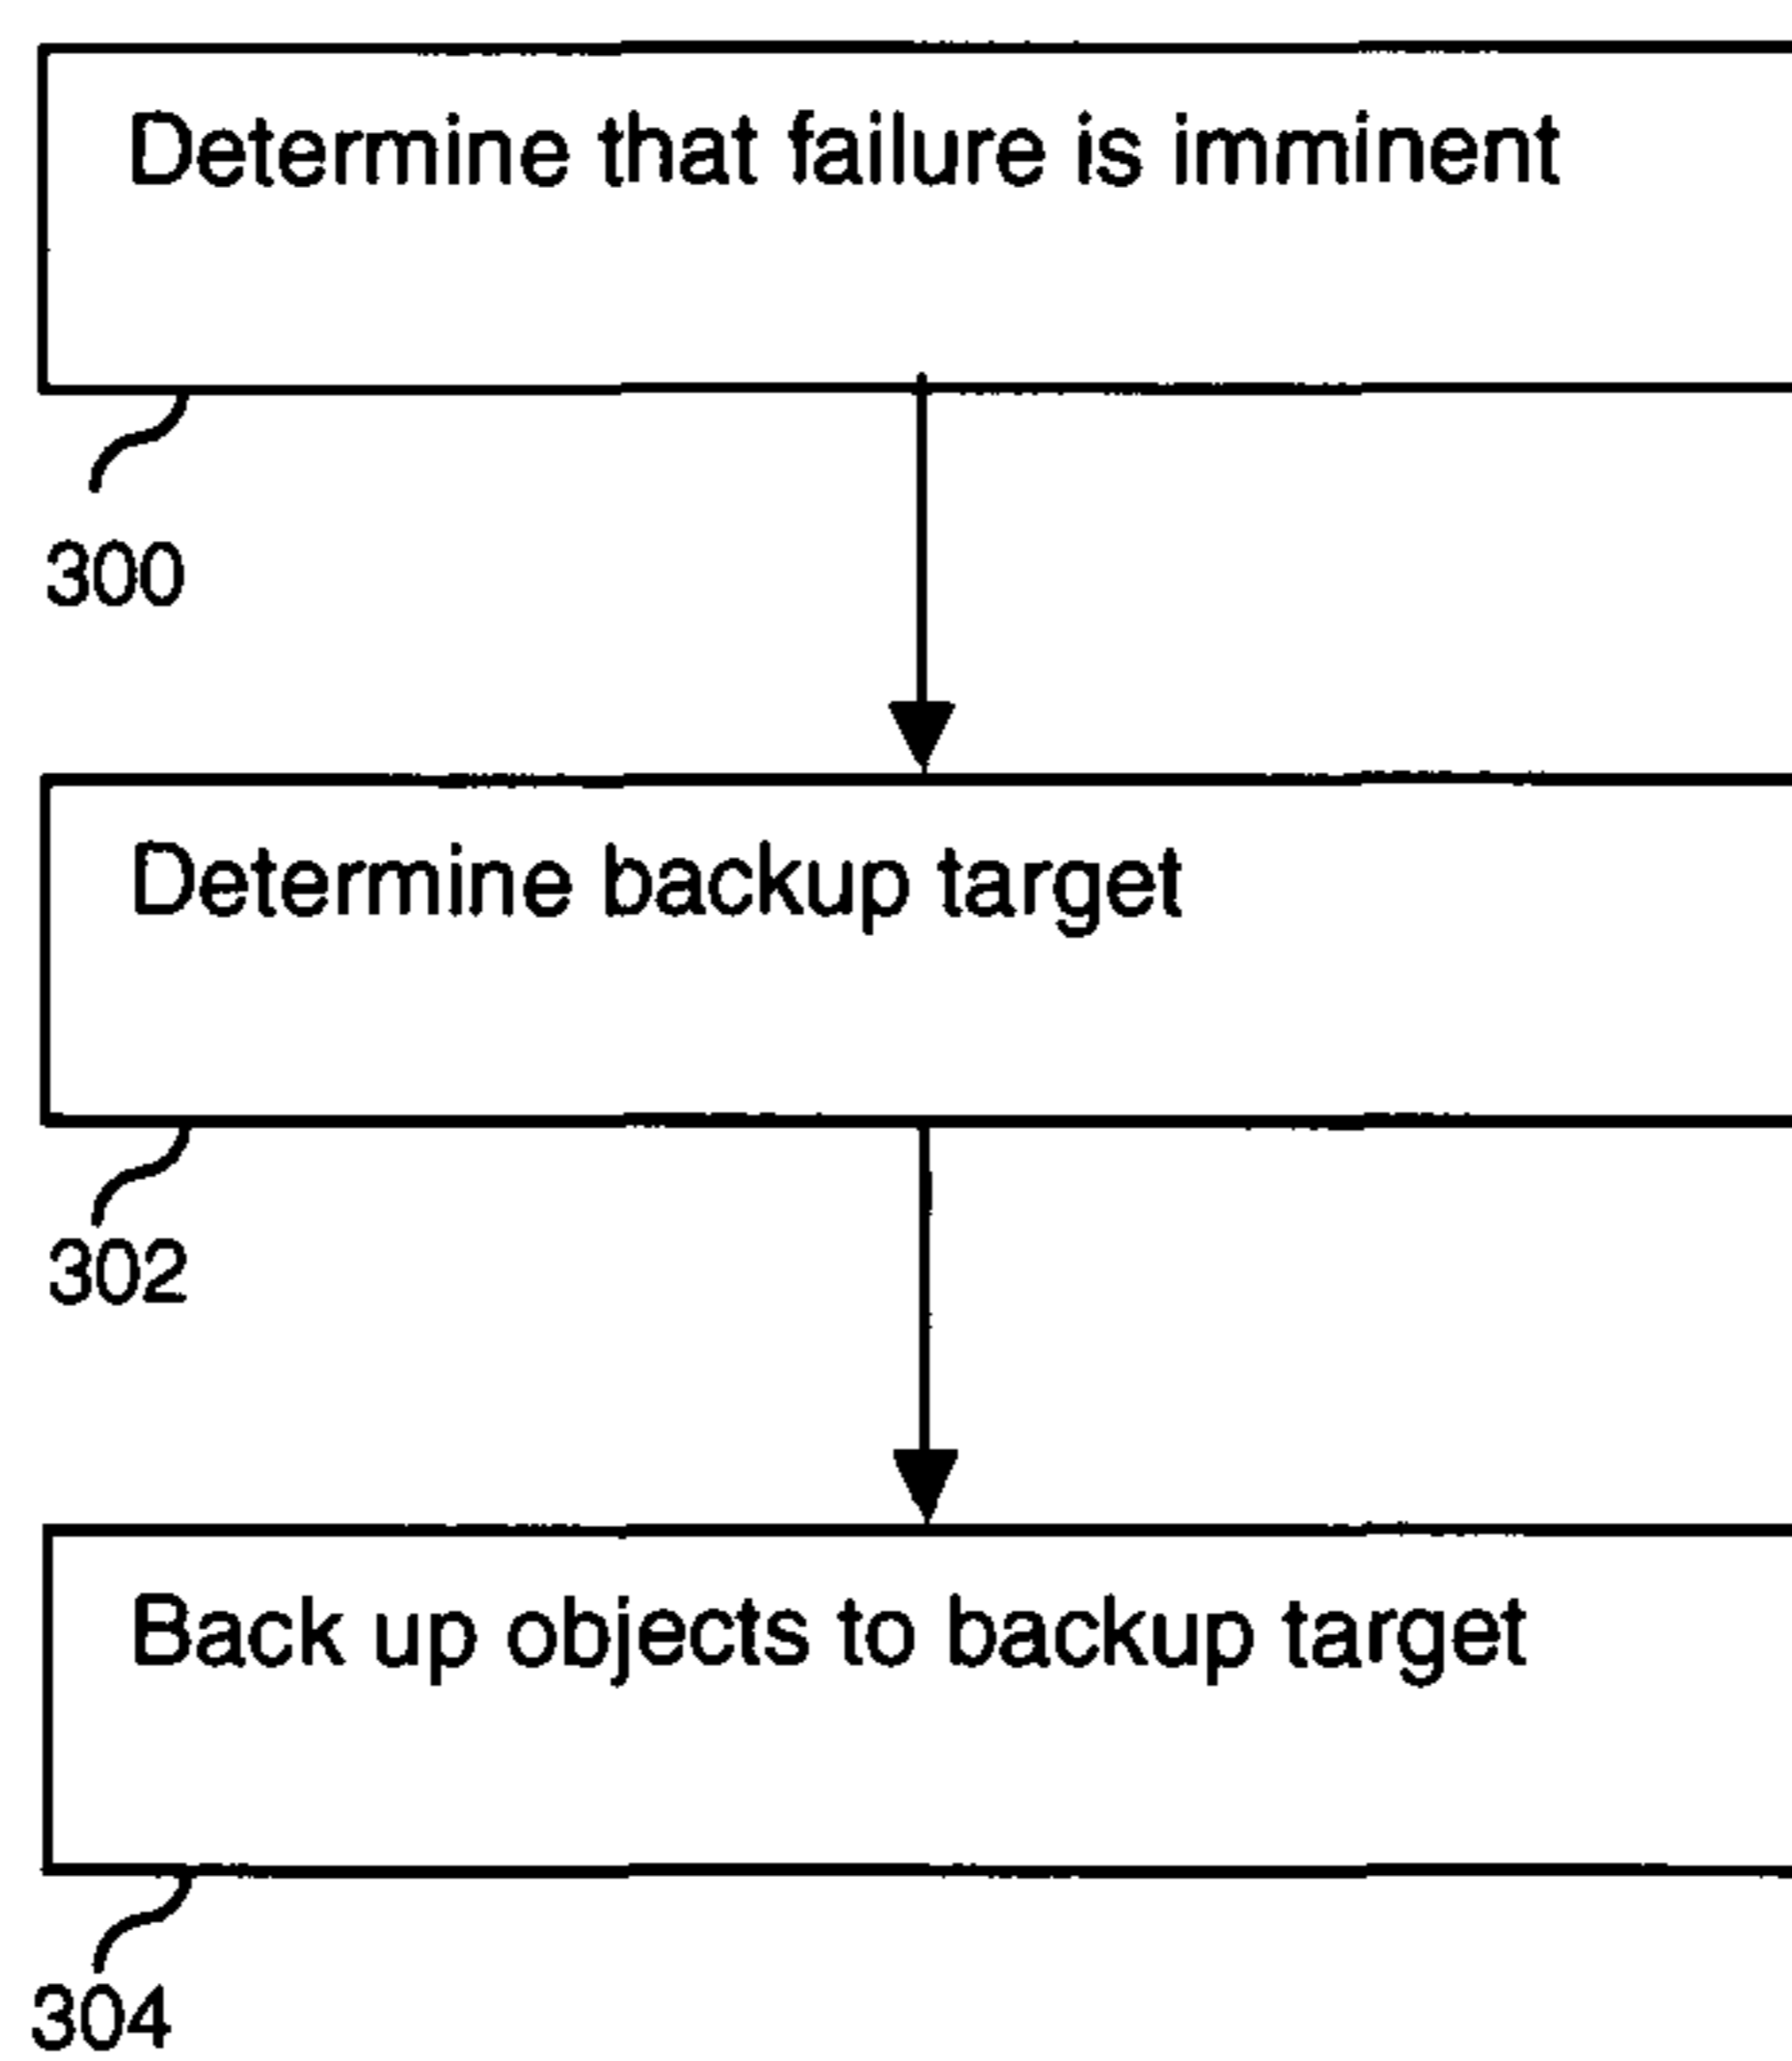 Determine that failure is imminent
300
Determine backup target
302
Back up objects to backup target
304